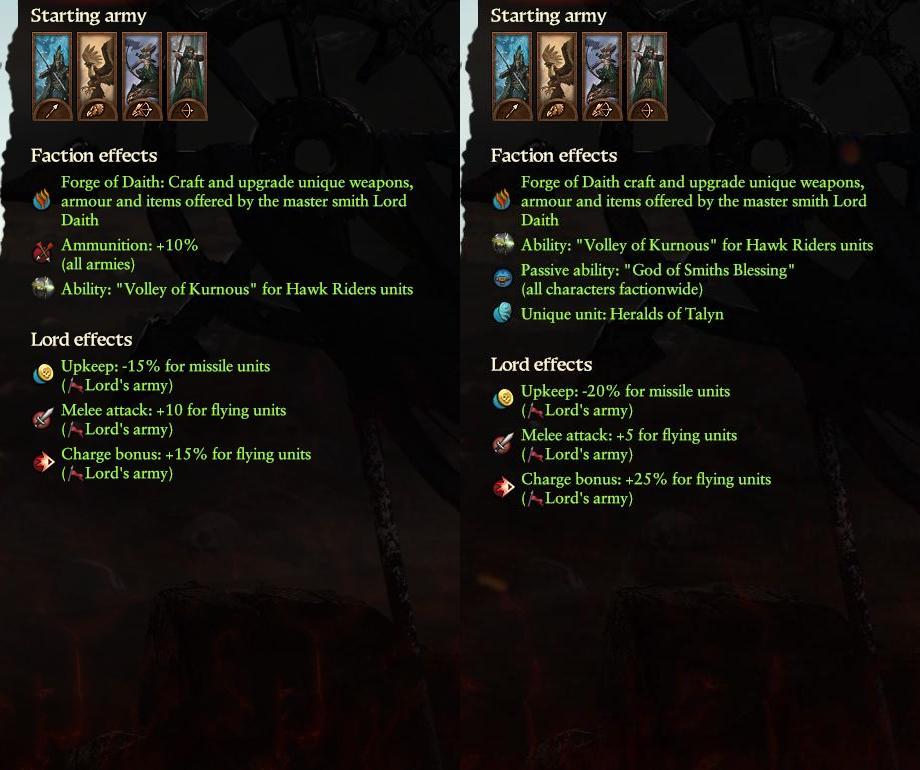 Starting army
Faction effects
Forge of Daith: Craft and upgrade unique weapons,
armour and items offered by the master smith Lord
Daith
Ammunition: +10%
(all armies)
Ability: "Volley of Kurnous" for Hawk Riders units
Lord effects
Upkeep: -15% for missile units
(Lord's army)
Melee attack: +10 for flying units
(Lord's army)
Charge bonus: +15% for flying units
(Lord's army)
Starting army
Faction effects
Forge of Daith craft and upgrade unique weapons,
armour and items offered by the master smith Lord
Daith
Ability: "Volley of Kurnous" for Hawk Riders units
Passive ability: "God of Smiths Blessing"
(all characters factionwide)
Unique unit: Heralds of Talyn
Lord effects
Upkeep: -20% for missile units
(Lord's army)
Melee attack: +5 for flying units
(Lord's army)
Charge bonus: +25% for flying units
(Lord's army)